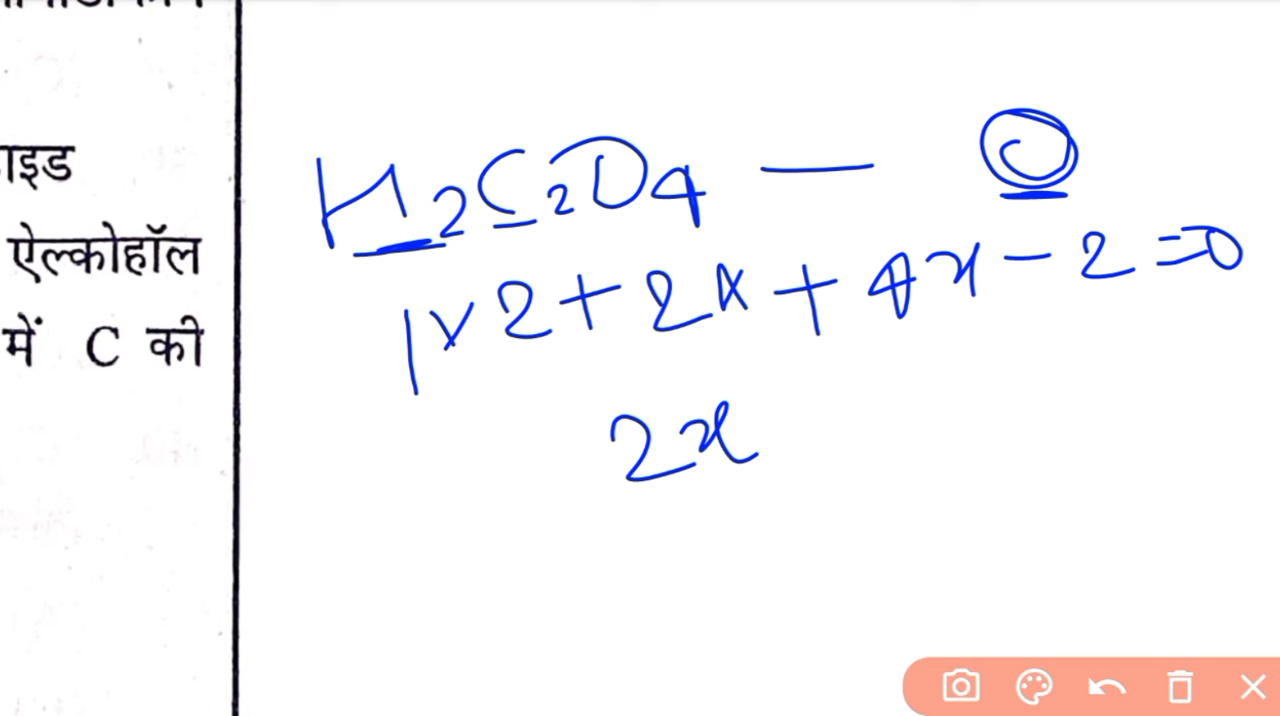 ाइड
ऐल्कोहॉल
में C की
H₂C₂O₄ — O
1×2+2x+4x-2=0
2x